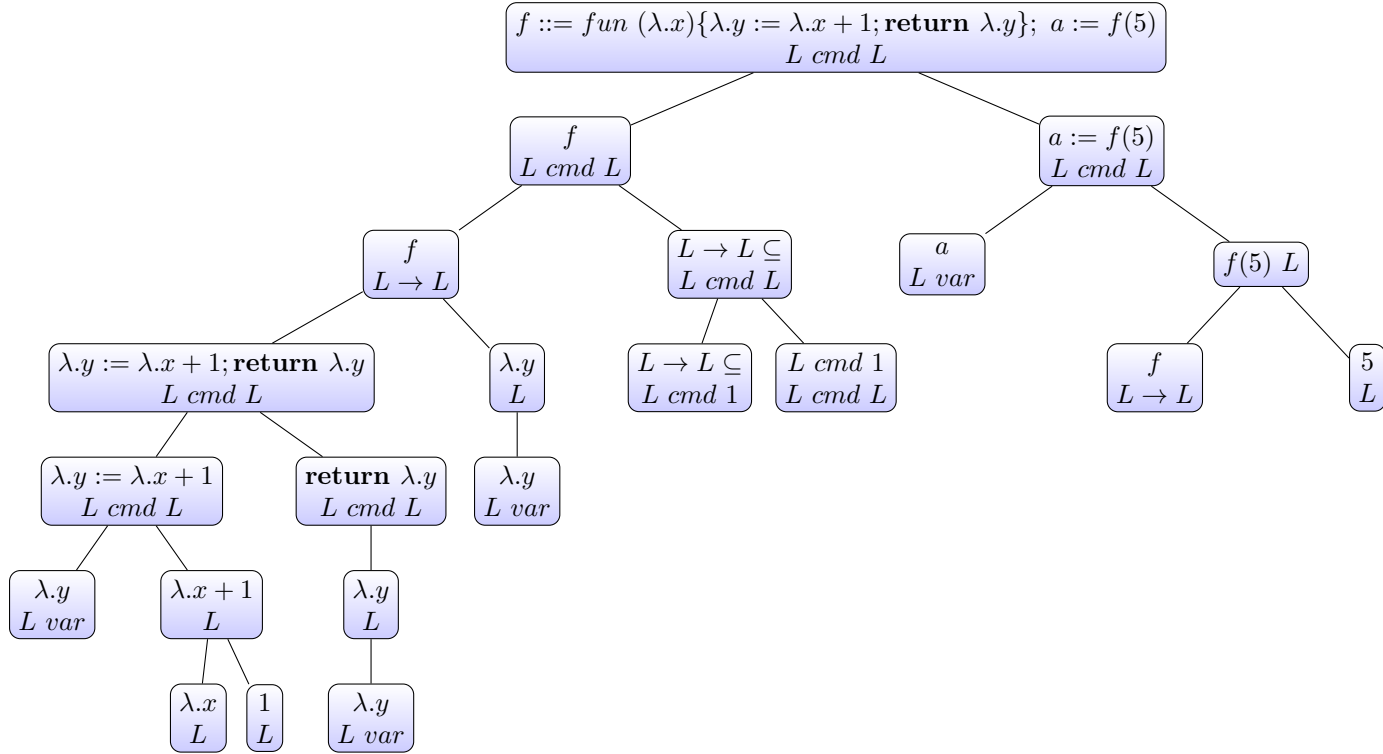 f ::= fun (λ.x){λ.y := λ.x + 1; return λ.y}; a := f(5)
L cmd L
f
L cmd L
a := f(5)
L cmd L
f
L → L
L → L ⊆
L cmd L
a
L var
f(5) L
λ.y := λ.x + 1; return λ.y
L cmd L
λ.y
L
L → L ⊆
L cmd 1
L cmd 1
L cmd L
f
L → L
5
L
λ.y := λ.x + 1
L cmd L
return λ.y
L cmd L
λ.y
L var
λ.y
L var
λ.x + 1
L
λ.y
L
λ.x
L
1
L
λ.y
L var